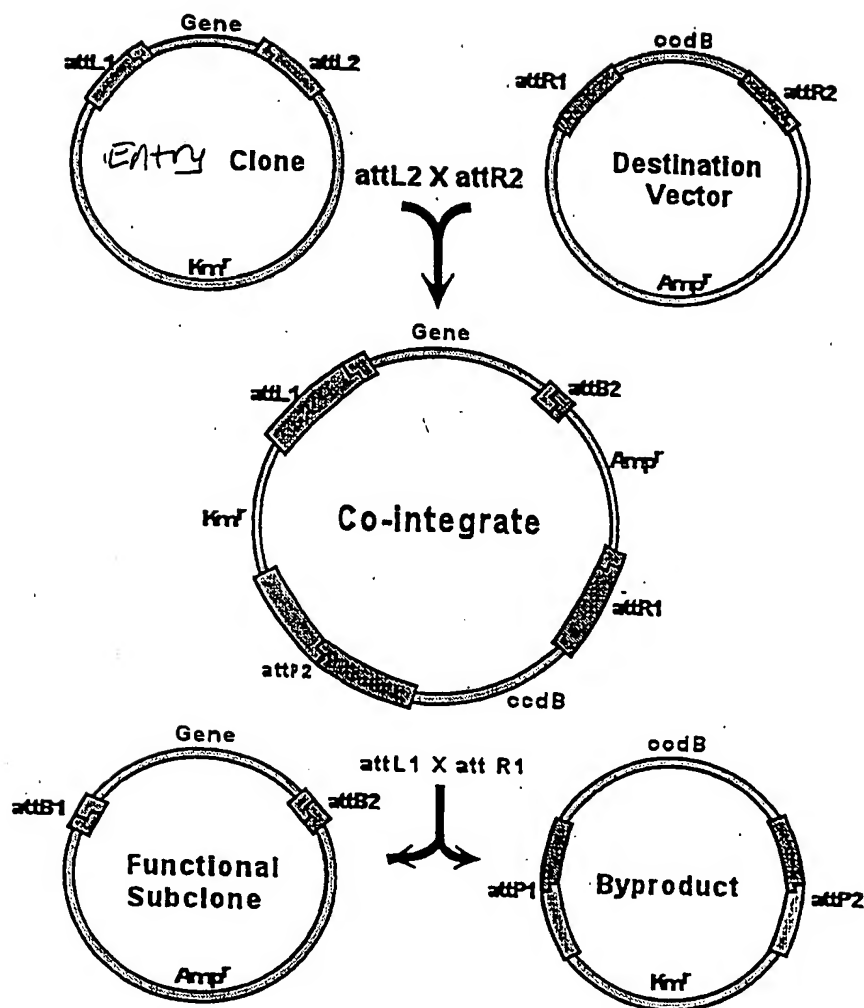 Gene
attL1
attL2
Entry Clone
Kmr
ccdB
attR1
attR2
Destination
Vector
Ampr
attL2 X attR2
Gene
attL1
attB2
Ampr
Kmr
Co-integrate
attR1
attP2
ccdB
attL1 X att R1
Gene
attB1
attB2
Functional
Subclone
Ampr
ccdB
attP1
Byproduct
attP2
Kmr